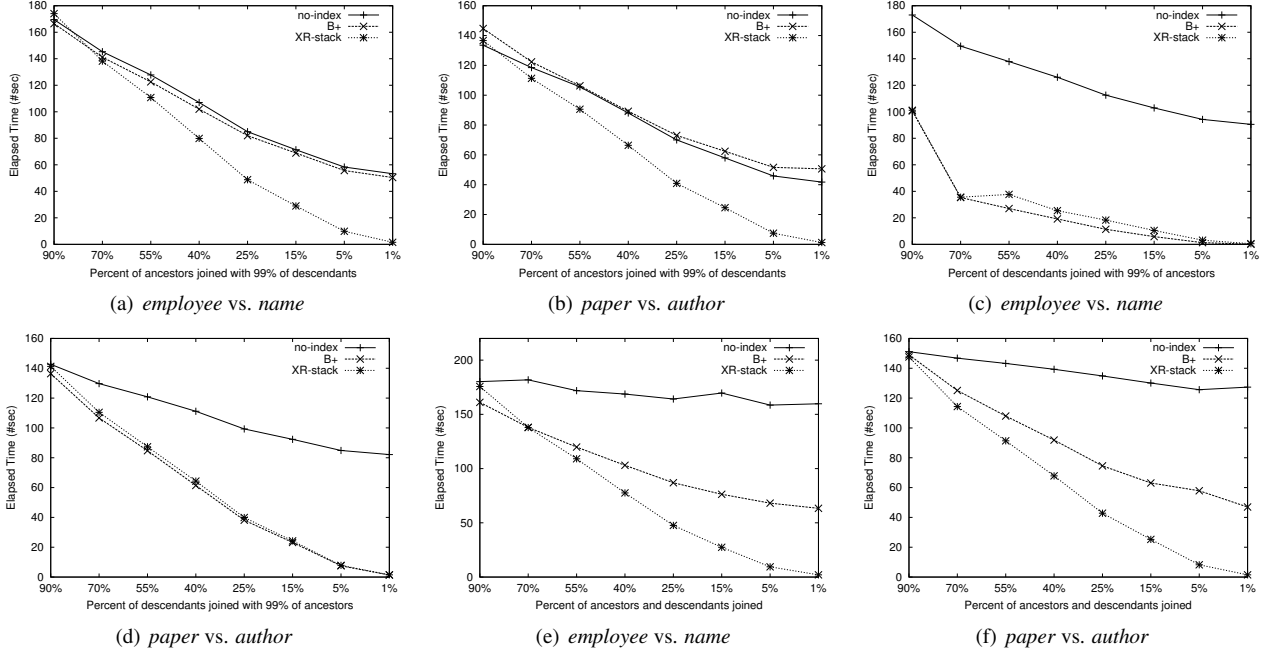 180
160
140
120
100
80
60
40
20
0
Elapsed Time (#sec)
no-index
B+
XR-stack
90% 70% 55% 40% 25% 15% 5% 1%
Percent of ancestors joined with 99% of descendants
(a) employee vs. name
160
140
120
100
80
60
40
20
0
Elapsed Time (#sec)
no-index
B+
XR-stack
90% 70% 55% 40% 25% 15% 5% 1%
Percent of ancestors joined with 99% of descendants
(b) paper vs. author
180
160
140
120
100
80
60
40
20
0
Elapsed Time (#sec)
no-index
B+
XR-stack
90% 70% 55% 40% 25% 15% 5% 1%
Percent of descendants joined with 99% of ancestors
(c) employee vs. name
160
140
120
100
80
60
40
20
0
Elapsed Time (#sec)
no-index
B+
XR-stack
90% 70% 55% 40% 25% 15% 5% 1%
Percent of descendants joined with 99% of ancestors
(d) paper vs. author
200
150
100
50
0
Elapsed Time (#sec)
no-index
B+
XR-stack
90% 70% 55% 40% 25% 15% 5% 1%
Percent of ancestors and descendants joined
(e) employee vs. name
160
140
120
100
80
60
40
20
0
Elapsed Time (#sec)
no-index
B+
XR-stack
90% 70% 55% 40% 25% 15% 5% 1%
Percent of ancestors and descendants joined
(f) paper vs. author